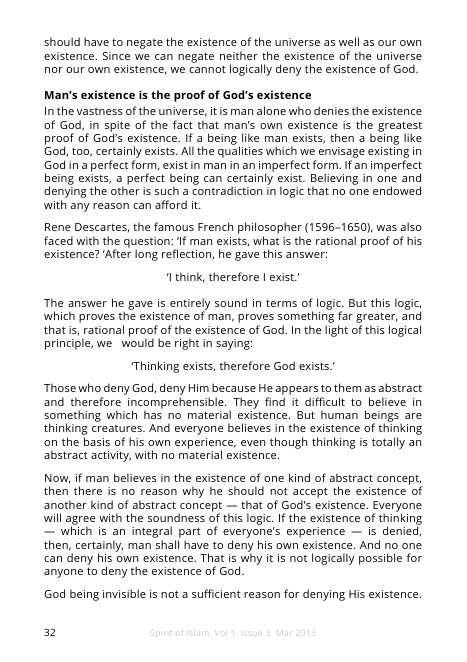 should have to negate the existence of the universe as well as our own
existence. Since we can negate neither the existence of the universe
nor our own existence, we cannot logically deny the existence of God.
Man’s existence is the proof of God’s existence
In the vastness of the universe, it is man alone who denies the existence
of God, in spite of the fact that man’s own existence is the greatest
proof of God’s existence. If a being like man exists, then a being like
God, too, certainly exists. All the qualities which we envisage existing in
God in a perfect form, exist in man in an imperfect form. If an imperfect
being exists, a perfect being can certainly exist. Believing in one and
denying the other is such a contradiction in logic that no one endowed
with any reason can afford it.
Rene Descartes, the famous French philosopher (1596–1650), was also
faced with the question: ‘If man exists, what is the rational proof of his
existence? ‘After long reflection, he gave this answer:
‘I think, therefore I exist.’
The answer he gave is entirely sound in terms of logic. But this logic,
which proves the existence of man, proves something far greater, and
that is, rational proof of the existence of God. In the light of this logical
principle, we would be right in saying:
‘Thinking exists, therefore God exists.’
Those who deny God, deny Him because He appears to them as abstract
and therefore incomprehensible. They find it difficult to believe in
something which has no material existence. But human beings are
thinking creatures. And everyone believes in the existence of thinking
on the basis of his own experience, even though thinking is totally an
abstract activity, with no material existence.
Now, if man believes in the existence of one kind of abstract concept,
then there is no reason why he should not accept the existence of
another kind of abstract concept — that of God’s existence. Everyone
will agree with the soundness of this logic. If the existence of thinking
— which is an integral part of everyone’s experience — is denied,
then, certainly, man shall have to deny his own existence. And no one
can deny his own existence. That is why it is not logically possible for
anyone to deny the existence of God.
God being invisible is not a sufficient reason for denying His existence.
32 Spirit of Islam Vol 1 Issue 3 Mar 2013